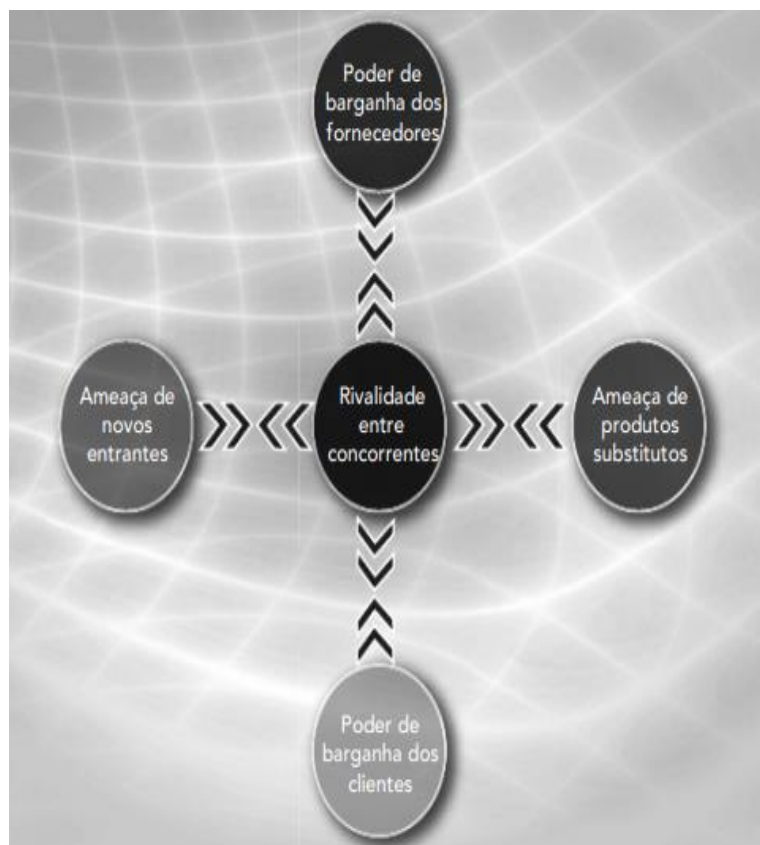 Poder de
barganha dos
fornecedores
Ameaça de
novos
entrantes
Rivalidade
entre
concorrentes
Ameaça de
produtos
substitutos
Poder de
barganha dos
clientes